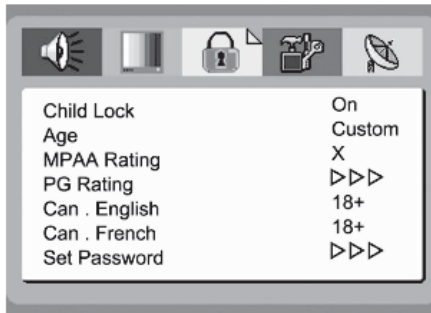 Child Lock On
Age Custom
MPAA Rating X
PG Rating ▷▷▷
Can . English 18+
Can . French 18+
Set Password ▷▷▷